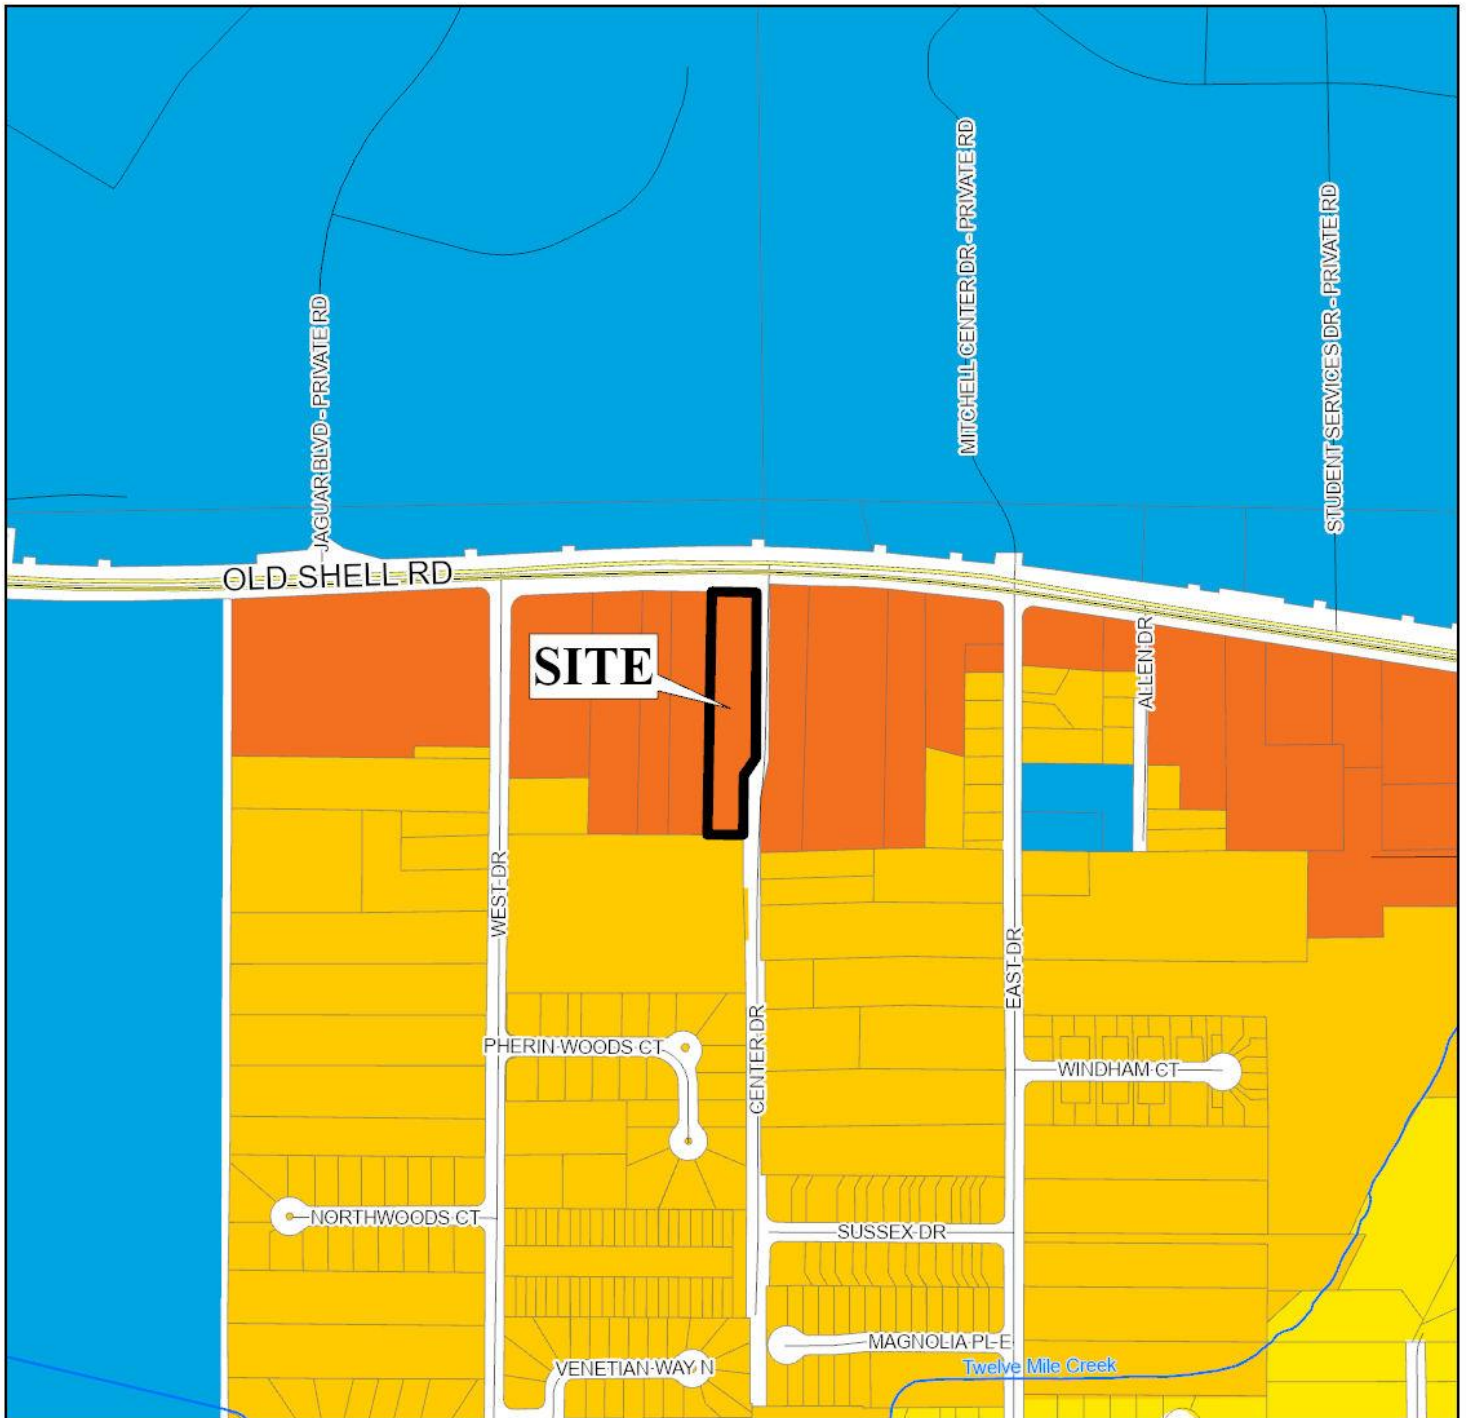 MITCHELL CENTER DR - PRIVATE RD
STUDENT SERVICES DR - PRIVATE RD
JAGUAR BLVD - PRIVATE RD
OLD SHELL RD
SITE
ALLEN DR
WEST DR
EAST DR
CENTER DR
PHERIN WOODS CT
WINDHAM CT
NORTHWOODS CT
SUSSEX DR
MAGNOLIA PL E
VENETIAN WAY N
Twelve Mile Creek